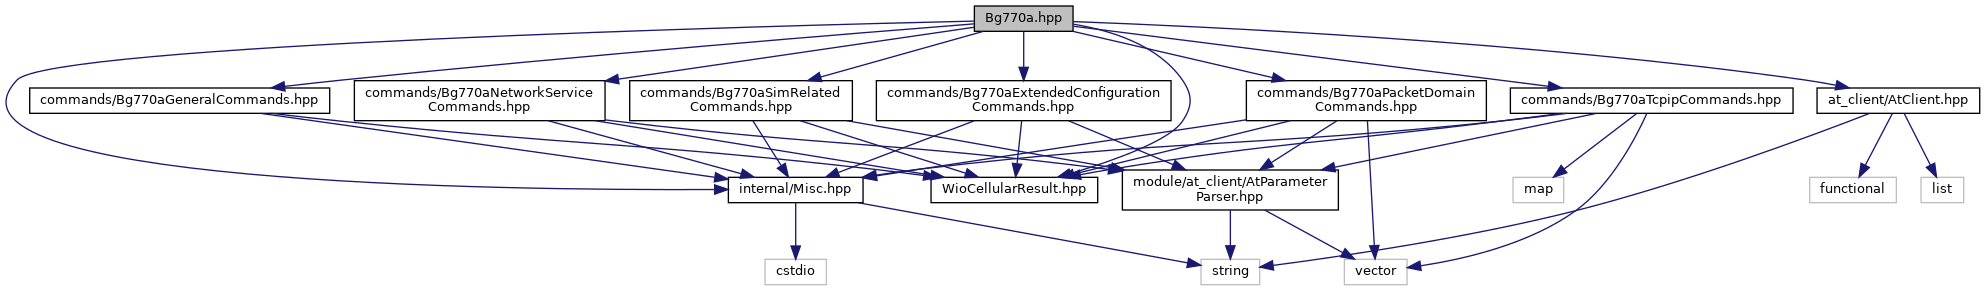 Bg770a.hpp
commands/Bg770aGeneralCommands.hpp
commands/Bg770aNetworkService
Commands.hpp
commands/Bg770aSimRelated
Commands.hpp
commands/Bg770aExtendedConfiguration
Commands.hpp
commands/Bg770aPacketDomain
Commands.hpp
commands/Bg770aTcpipCommands.hpp
at_client/AtClient.hpp
internal/Misc.hpp
WioCellularResult.hpp
module/at_client/AtParameter
Parser.hpp
map
functional
list
cstdio
string
vector